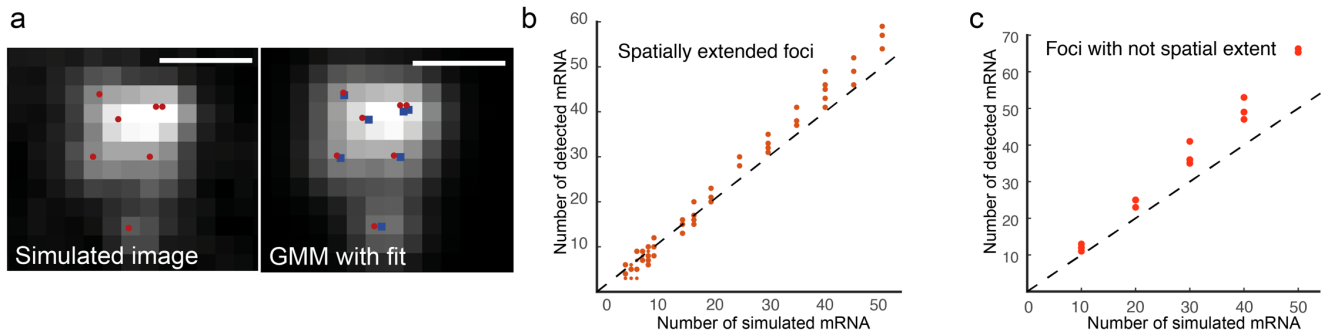 a
Simulated image
GMM with fit
b
Number of detected mRNA
60
50
40
30
20
10
Spatially extended foci
0
10
20
30
40
50
Number of simulated mRNA
c
Number of detected mRNA
70
60
50
40
30
20
10
Foci with not spatial extent
0
10
20
30
40
50
Number of simulated mRNA